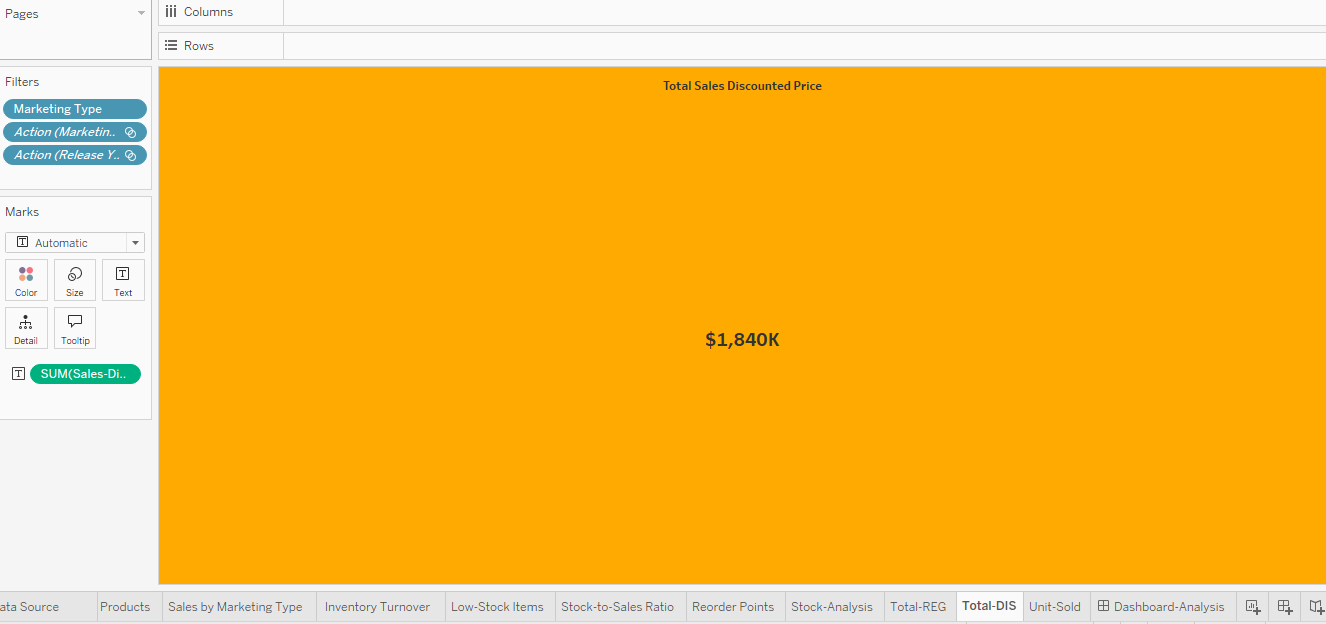 Pages
Columns
Rows
Filters
Marketing Type
Action (Marketin..
Action (Release Y..
Marks
Automatic
Color
Size
Text
Detail
Tooltip
SUM(Sales-Di..
Total Sales Discounted Price
$1,840K
ata Source
Products
Sales by Marketing Type
Inventory Turnover
Low-Stock Items
Stock-to-Sales Ratio
Reorder Points
Stock-Analysis
Total-REG
Total-DIS
Unit-Sold
Dashboard-Analysis